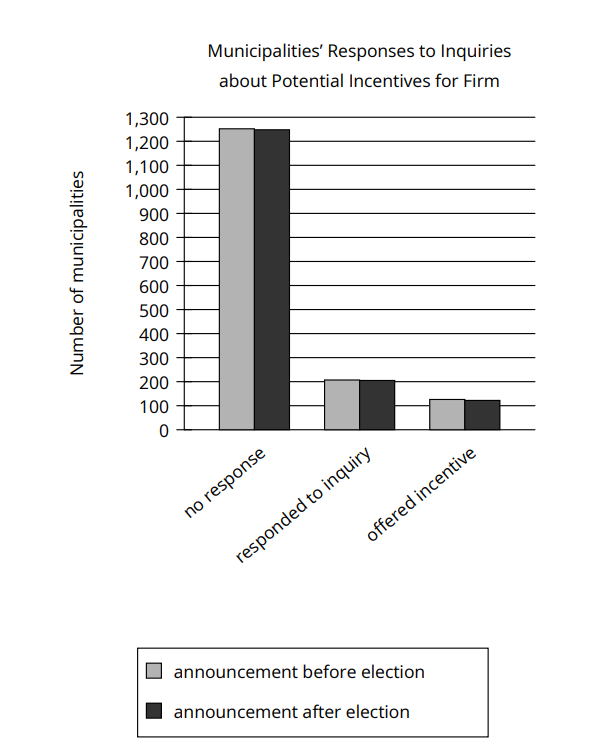 Municipalities’ Responses to Inquiries
about Potential Incentives for Firm
Number of municipalities
1,300
1,200
1,100
1,000
900
800
700
600
500
400
300
200
100
0
no response
responded to inquiry
offered incentive
announcement before election
announcement after election